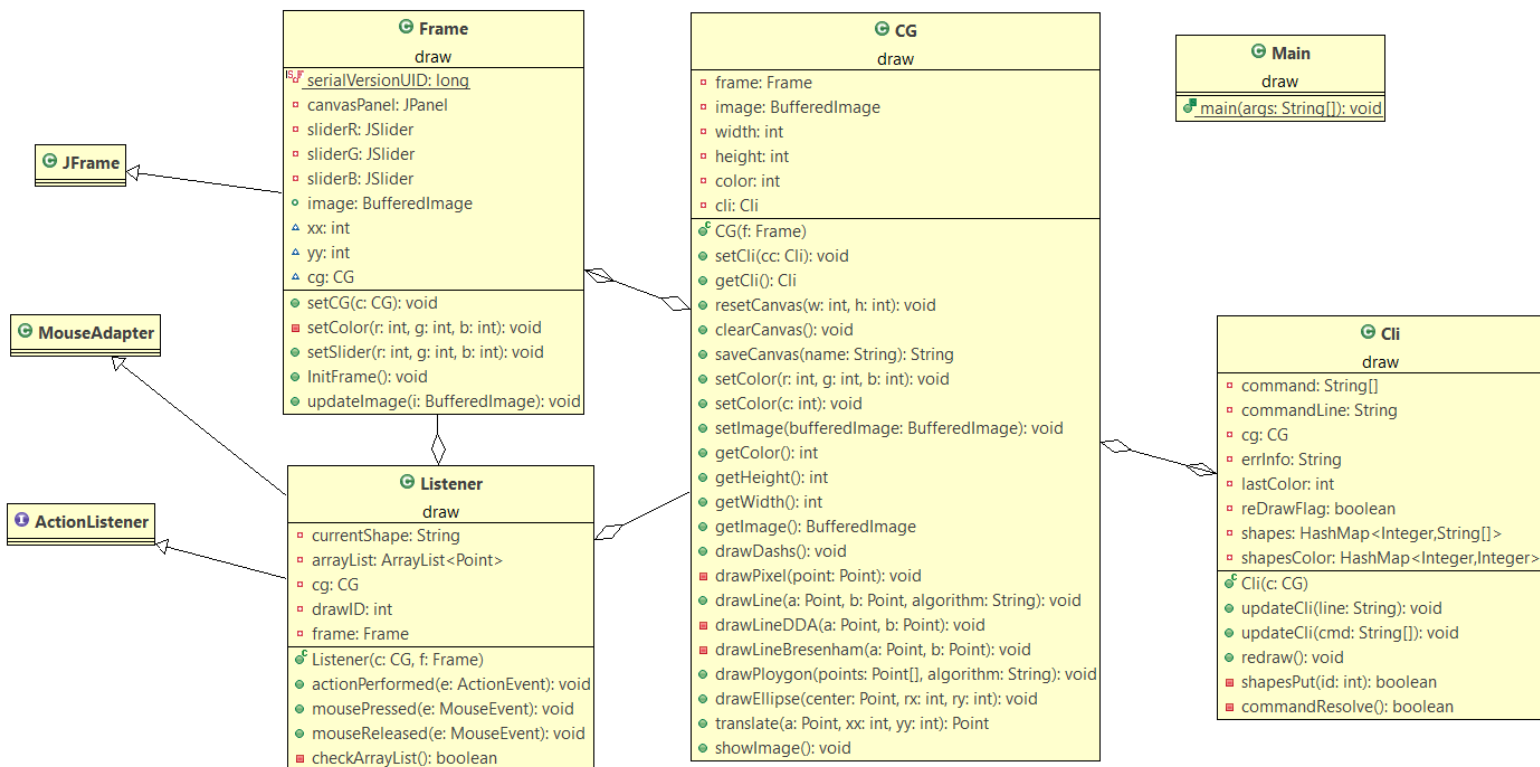 Frame
draw
serialVersionUID: long
canvasPanel: JPanel
sliderR: JSlider
sliderG: JSlider
sliderB: JSlider
image: BufferedImage
xx: int
yy: int
cg: CG
setCG(c: CG): void
setColor(r: int, g: int, b: int): void
setSlider(r: int, g: int, b: int): void
InitFrame(): void
updateImage(i: BufferedImage): void
JFrame
MouseAdapter
ActionListener
Listener
draw
currentShape: String
arrayList: ArrayList<Point>
cg: CG
drawID: int
frame: Frame
Listener(c: CG, f: Frame)
actionPerformed(e: ActionEvent): void
mousePressed(e: MouseEvent): void
mouseReleased(e: MouseEvent): void
checkArrayList(): boolean
CG
draw
frame: Frame
image: BufferedImage
width: int
height: int
color: int
cli: Cli
CG(f: Frame)
setCli(cc: Cli): void
getCli(): Cli
resetCanvas(w: int, h: int): void
clearCanvas(): void
saveCanvas(name: String): String
setColor(r: int, g: int, b: int): void
setColor(c: int): void
setImage(bufferedImage: BufferedImage): void
getColor(): int
getHeight(): int
getWidth(): int
getImage(): BufferedImage
drawDashs(): void
drawPixel(point: Point): void
drawLine(a: Point, b: Point, algorithm: String): void
drawLineDDA(a: Point, b: Point): void
drawLineBresenham(a: Point, b: Point): void
drawPloygon(points: Point[], algorithm: String): void
drawEllipse(center: Point, rx: int, ry: int): void
translate(a: Point, xx: int, yy: int): Point
showImage(): void
Main
draw
main(args: String[]): void
Cli
draw
command: String[]
commandLine: String
cg: CG
errInfo: String
lastColor: int
reDrawFlag: boolean
shapes: HashMap<Integer,String[]>
shapesColor: HashMap<Integer,Integer>
Cli(c: CG)
updateCli(line: String): void
updateCli(cmd: String[]): void
redraw(): void
shapesPut(id: int): boolean
commandResolve(): boolean